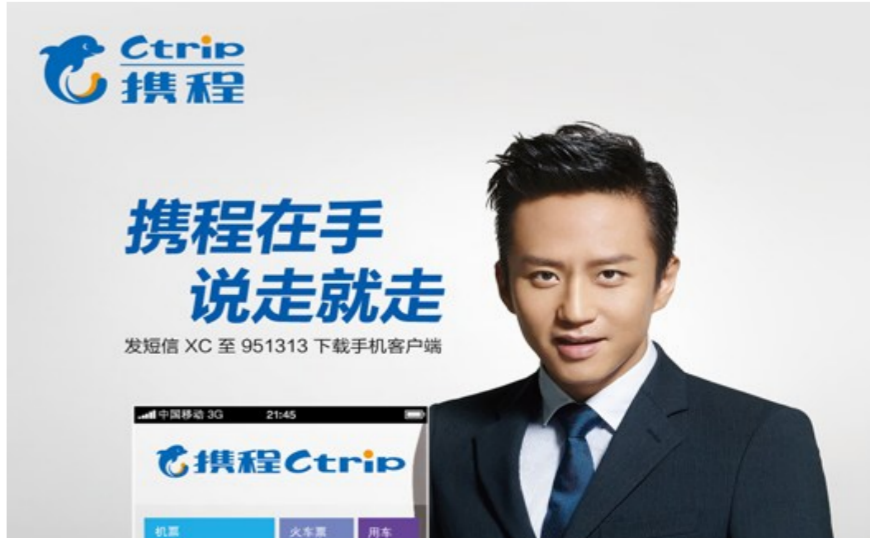 Ctrip
携程
携程在手
说走就走
发短信 XC 至 951313 下载手机客户端
中国移动 3G 21:45
携程Ctrip
机票 火车票 用车